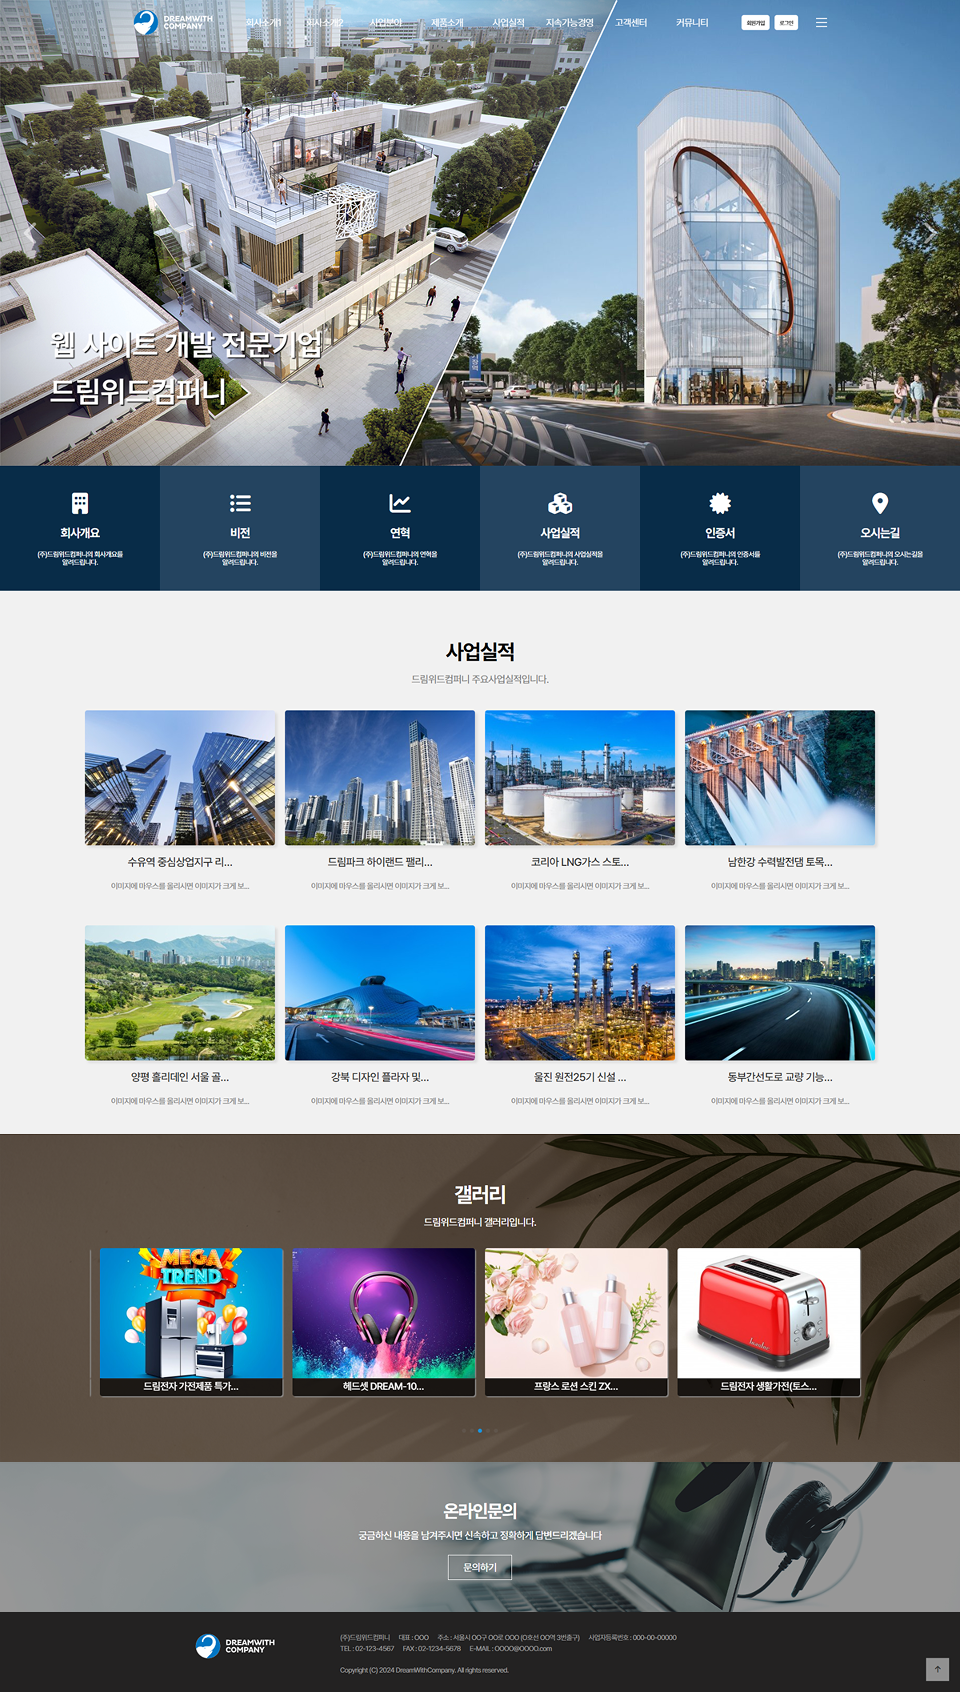 DREAMWITH
COMPANY
회사소개1 회사소개2 사업분야 제품소개 사업실적 지속가능경영 고객센터 커뮤니티 회원가입 로그인
웹 사이트 개발 전문기업
드림위드컴퍼니
회사개요
(주)드림위드컴퍼니의 회사개요를
알려드립니다.
비전
(주)드림위드컴퍼니의 비전을
알려드립니다.
연혁
(주)드림위드컴퍼니의 연혁을
알려드립니다.
사업실적
(주)드림위드컴퍼니의 사업실적을
알려드립니다.
인증서
(주)드림위드컴퍼니의 인증서를
알려드립니다.
오시는길
(주)드림위드컴퍼니의 오시는길을
알려드립니다.
사업실적
드림위드컴퍼니 주요사업실적입니다.
수유역 중심상업지구 리...
이미지에 마우스를 올리시면 이미지가 크게 보...
드림파크 하이랜드 팰리...
이미지에 마우스를 올리시면 이미지가 크게 보...
코리아 LNG가스 스토...
이미지에 마우스를 올리시면 이미지가 크게 보...
남한강 수력발전댐 토목...
이미지에 마우스를 올리시면 이미지가 크게 보...
양평 홀리데인 서울 골...
이미지에 마우스를 올리시면 이미지가 크게 보...
강북 디자인 플라자 및...
이미지에 마우스를 올리시면 이미지가 크게 보...
울진 원전25기 신설 ...
이미지에 마우스를 올리시면 이미지가 크게 보...
동부간선도로 교량 기능...
이미지에 마우스를 올리시면 이미지가 크게 보...
갤러리
드림위드컴퍼니 갤러리입니다.
MEGA
TREND
드림전자 가전제품 특가...
헤드셋 DREAM-10...
프랑스 로션 스킨 ZX...
드림전자 생활가전(토스...
온라인문의
궁금하신 내용을 남겨주시면 신속하고 정확하게 답변드리겠습니다
문의하기
DREAMWITH
COMPANY
(주)드림위드컴퍼니 대표 : OOO 주소 : 서울시 OO구 OO로 OOO (O호선 OO역 3번출구) 사업자등록번호 : 000-00-00000
TEL : 02-123-4567 FAX : 02-1234-5678 E-MAIL : OOOO@OOOO.com
Copyright (C) 2024 DreamWithCompany. All rights reserved.